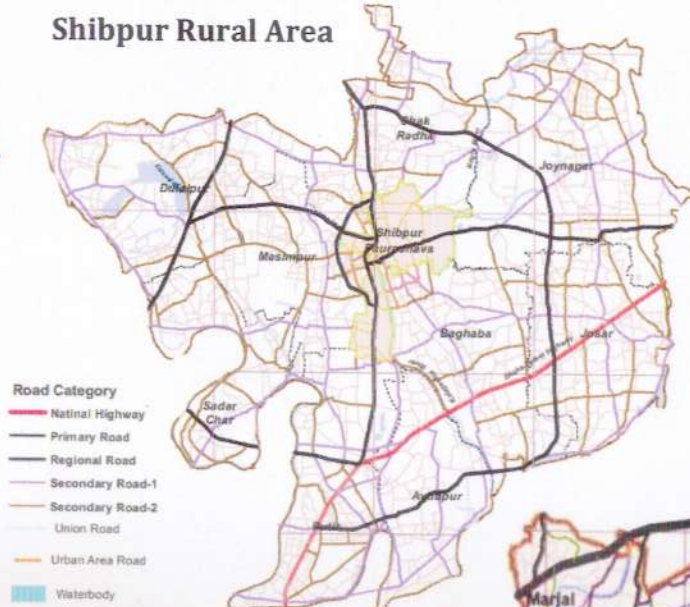 Shibpur Rural Area
Shak
Radha
Joynagar
Dulalpur
Shibpur
Pauroshava
Masimpur
Baghaba
Josar
Sadar
Char
Ayubpur
Road Category
Natinal Highway
Primary Road
Regional Road
Secondary Road-1
Secondary Road-2
Union Road
Urban Area Road
Waterbody
Marjal